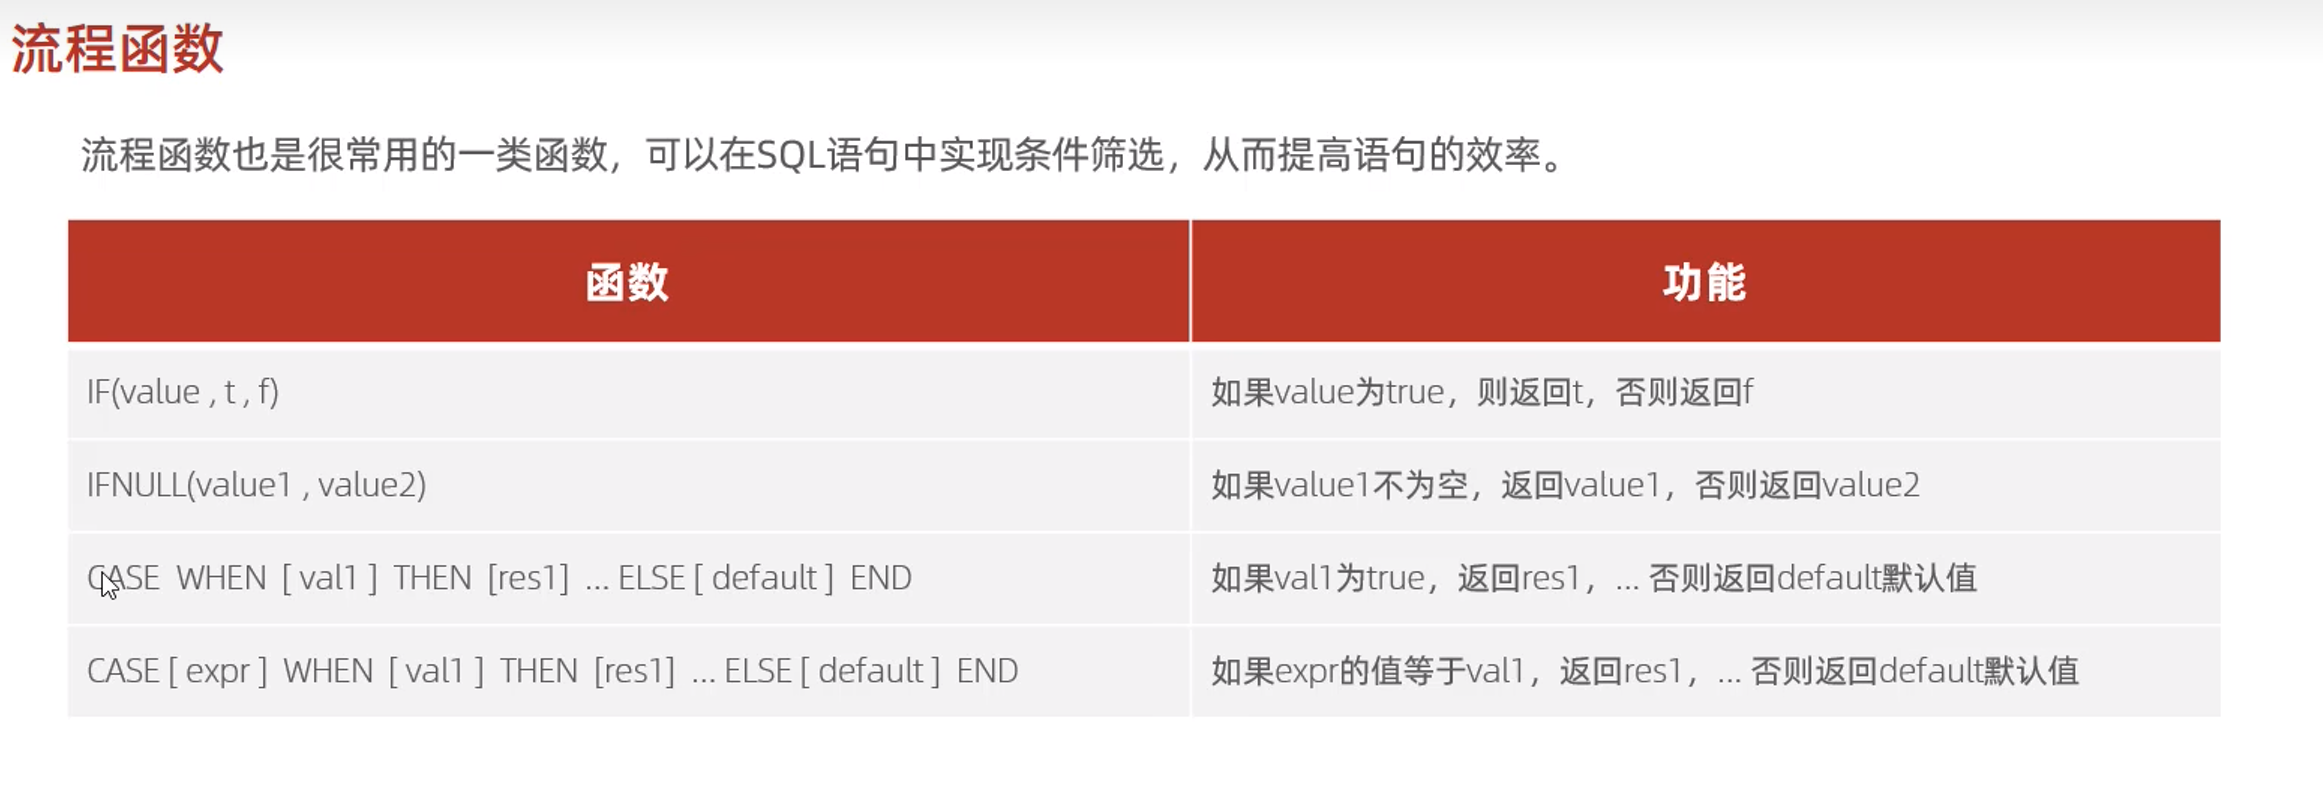 流程函数
流程函数也是很常用的一类函数，可以在SQL语句中实现条件筛选，从而提高语句的效率。
函数 功能
IF(value , t , f) 如果value为true，则返回t，否则返回f
IFNULL(value1 , value2) 如果value1不为空，返回value1，否则返回value2
CASE WHEN [ val1 ] THEN [res1] ... ELSE [ default ] END 如果val1为true，返回res1，... 否则返回default默认值
CASE [ expr ] WHEN [ val1 ] THEN [res1] ... ELSE [ default ] END 如果expr的值等于val1，返回res1，... 否则返回default默认值